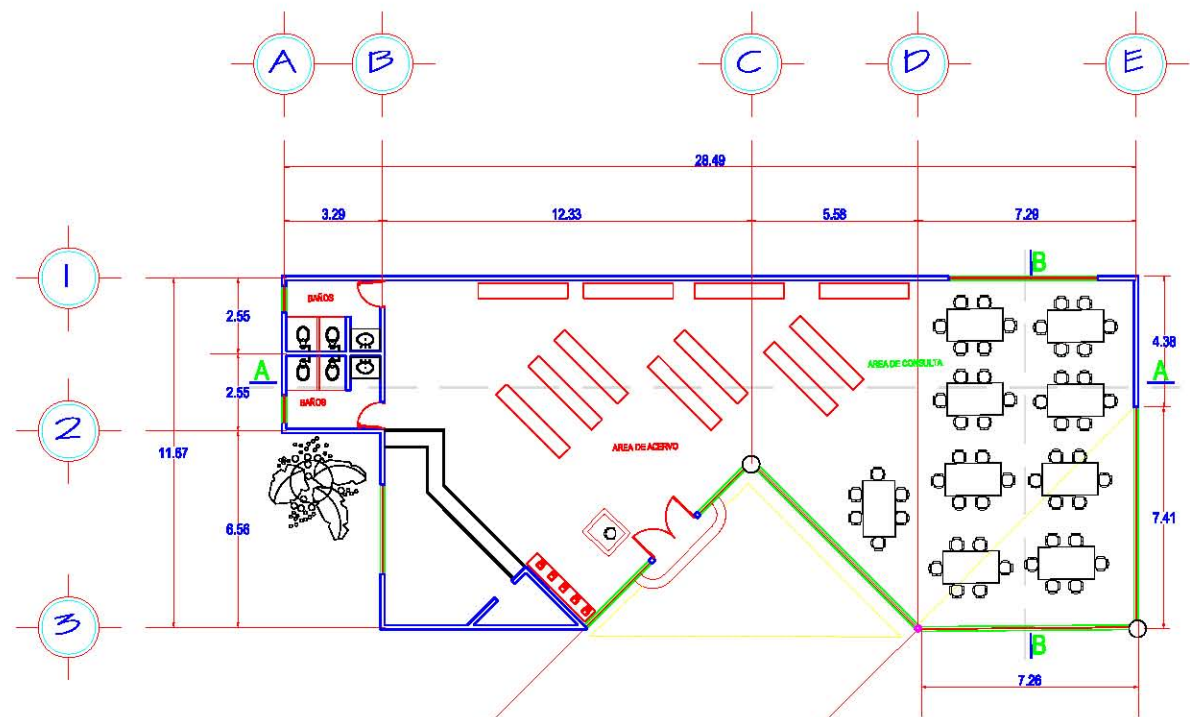 A B C D E
28.49
3.29 12.33 5.58 7.29
1
B
BAÑOS
2.55
4.38
AREA DE CONSULTA
A A
2.55
BAÑOS
2
11.67
AREA DE ACERVO
6.56
7.41
3
B
7.26